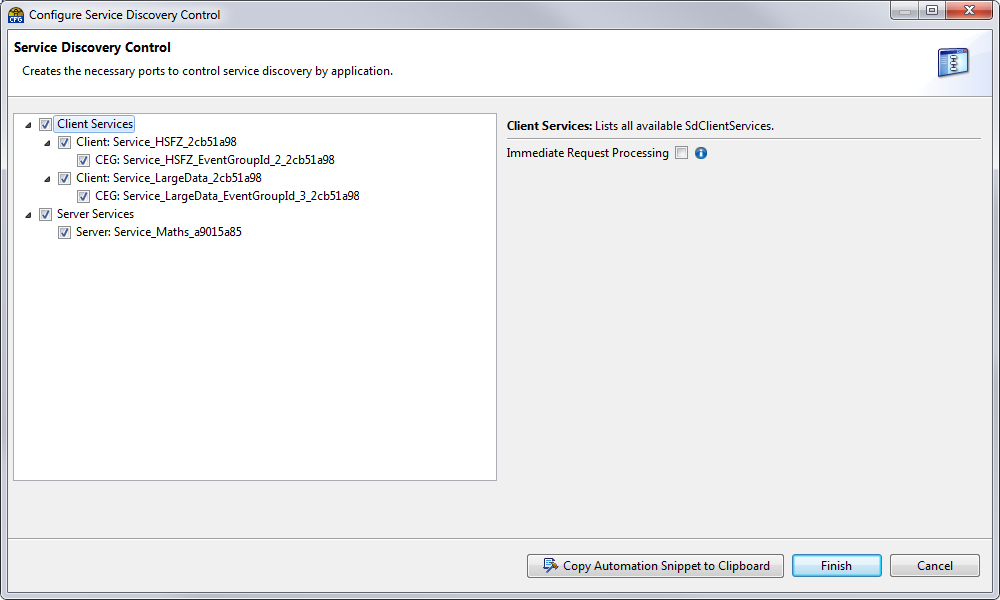 CFG Configure Service Discovery Control
Service Discovery Control
Creates the necessary ports to control service discovery by application.
Client Services
Client: Service_HSFZ_2cb51a98
CEG: Service_HSFZ_EventGroupId_2_2cb51a98
Client: Service_LargeData_2cb51a98
CEG: Service_LargeData_EventGroupId_3_2cb51a98
Server Services
Server: Service_Maths_a9015a85
Client Services: Lists all available SdClientServices.
Immediate Request Processing
Copy Automation Snippet to Clipboard
Finish
Cancel